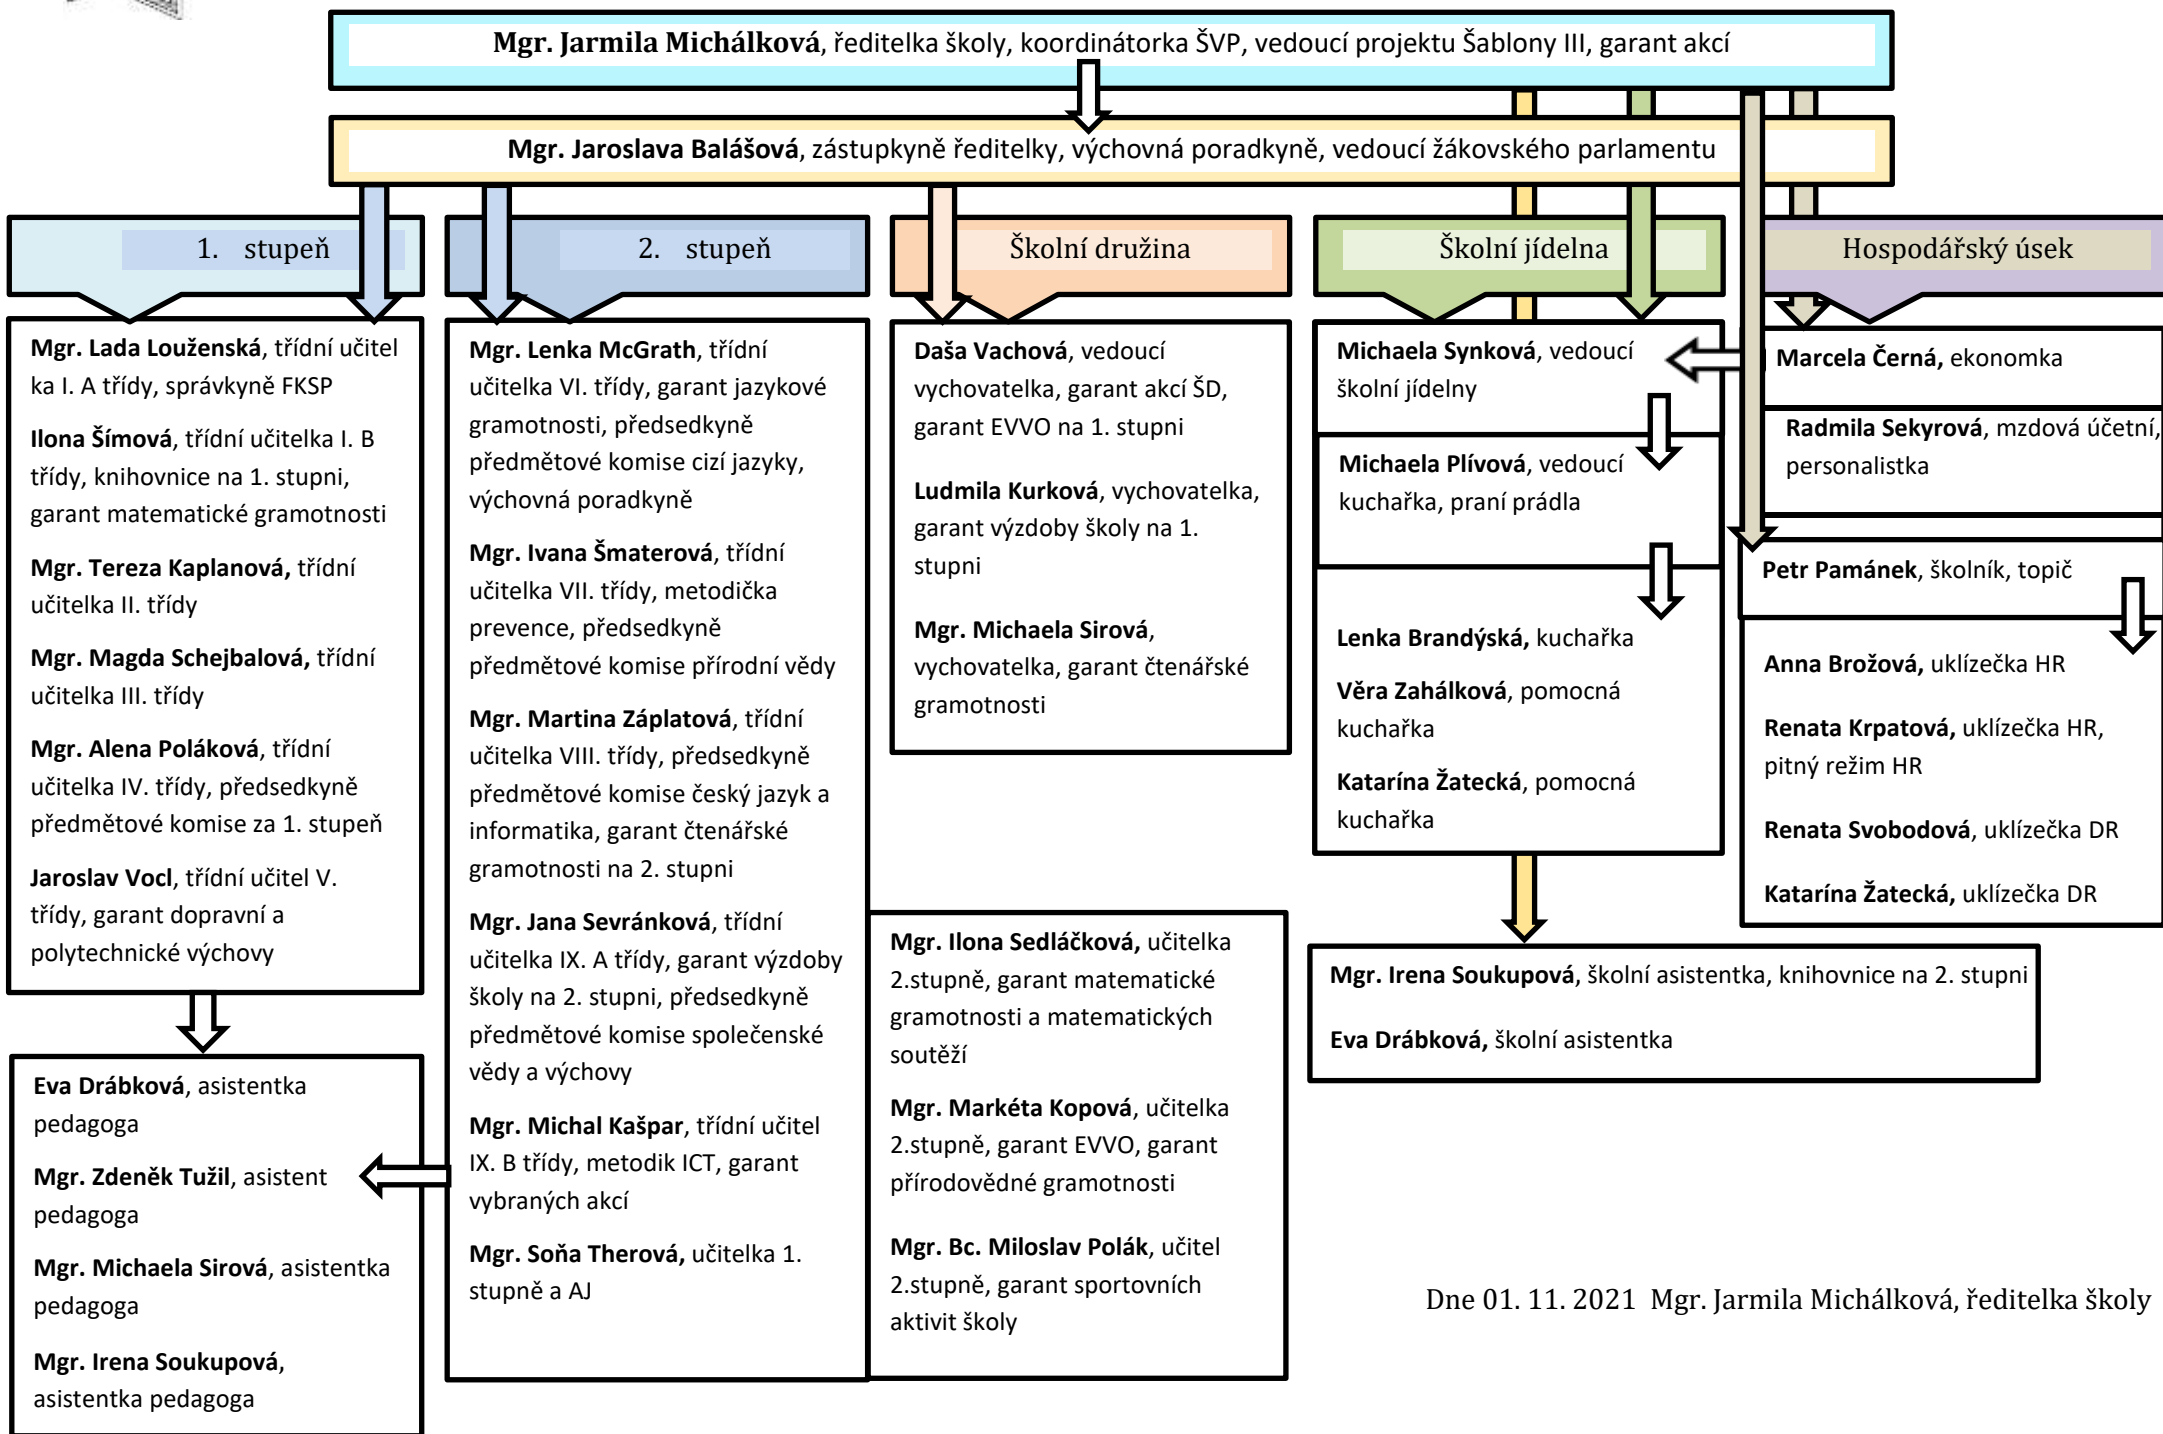 Mgr. Jarmila Michálková, ředitelka školy, koordinátorka ŠVP, vedoucí projektu Šablony III, garant akcí
Mgr. Jaroslava Balášová, zástupkyně ředitelky, výchovná poradkyně, vedoucí žákovského parlamentu
1. stupeň
Mgr. Lada Louženská, třídní učitel
ka I. A třídy, správkyně FKSP
Ilona Šímová, třídní učitelka I. B
třídy, knihovnice na 1. stupni,
garant matematické gramotnosti
Mgr. Tereza Kaplanová, třídní
učitelka II. třídy
Mgr. Magda Schejbalová, třídní
učitelka III. třídy
Mgr. Alena Poláková, třídní
učitelka IV. třídy, předsedkyně
předmětové komise za 1. stupeň
Jaroslav Vocl, třídní učitel V.
třídy, garant dopravní a
polytechnické výchovy
Eva Drábková, asistentka
pedagoga
Mgr. Zdeněk Tužil, asistent
pedagoga
Mgr. Michaela Sirová, asistentka
pedagoga
Mgr. Irena Soukupová,
asistentka pedagoga
2. stupeň
Mgr. Lenka McGrath, třídní
učitelka VI. třídy, garant jazykové
gramotnosti, předsedkyně
předmětové komise cizí jazyky,
výchovná poradkyně
Mgr. Ivana Šmaterová, třídní
učitelka VII. třídy, metodička
prevence, předsedkyně
předmětové komise přírodní vědy
Mgr. Martina Záplatová, třídní
učitelka VIII. třídy, předsedkyně
předmětové komise český jazyk a
informatika, garant čtenářské
gramotnosti na 2. stupni
Mgr. Jana Sevránková, třídní
učitelka IX. A třídy, garant výzdoby
školy na 2. stupni, předsedkyně
předmětové komise společenské
vědy a výchovy
Mgr. Michal Kašpar, třídní učitel
IX. B třídy, metodik ICT, garant
vybraných akcí
Mgr. Soňa Therová, učitelka 1.
stupně a AJ
Školní družina
Daša Vachová, vedoucí
vychovatelka, garant akcí ŠD,
garant EVVO na 1. stupni
Ludmila Kurková, vychovatelka,
garant výzdoby školy na 1.
stupni
Mgr. Michaela Sirová,
vychovatelka, garant čtenářské
gramotnosti
Mgr. Ilona Sedláčková, učitelka
2.stupně, garant matematické
gramotnosti a matematických
soutěží
Mgr. Markéta Kopová, učitelka
2.stupně, garant EVVO, garant
přírodovědné gramotnosti
Mgr. Bc. Miloslav Polák, učitel
2.stupně, garant sportovních
aktivit školy
Školní jídelna
Michaela Synková, vedoucí
školní jídelny
Michaela Plívová, vedoucí
kuchařka, praní prádla
Lenka Brandýská, kuchařka
Věra Zahálková, pomocná
kuchařka
Katarína Žatecká, pomocná
kuchařka
Hospodářský úsek
Marcela Černá, ekonomka
Radmila Sekyrová, mzdová účetní,
personalistka
Petr Pamánek, školník, topič
Anna Brožová, uklízečka HR
Renata Krpatová, uklízečka HR,
pitný režim HR
Renata Svobodová, uklízečka DR
Katarína Žatecká, uklízečka DR
Mgr. Irena Soukupová, školní asistentka, knihovnice na 2. stupni
Eva Drábková, školní asistentka
Dne 01. 11. 2021 Mgr. Jarmila Michálková, ředitelka školy